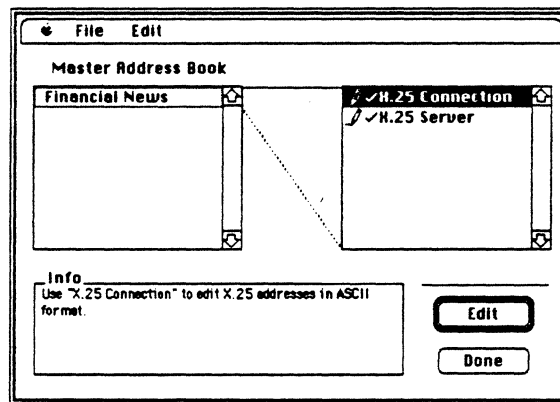 File Edit
Master Address Book
Financial News
✓X.25 Connection
✓X.25 Server
Info
Use "X.25 Connection" to edit X.25 addresses in ASCII
format.
Edit
Done